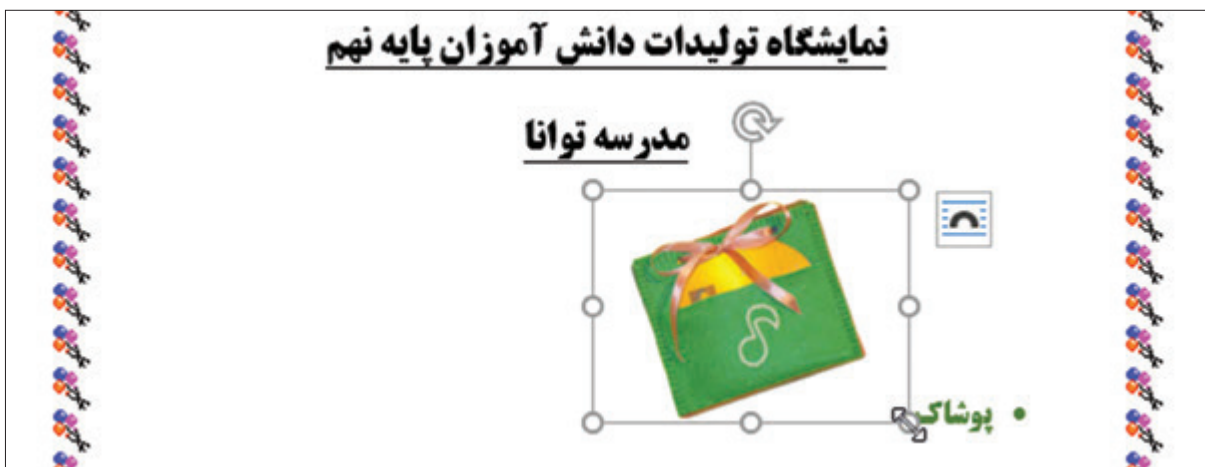 نمایشگاه تولیدات دانش آموزان پایه نهم
مدرسه توانا
• پوشاک